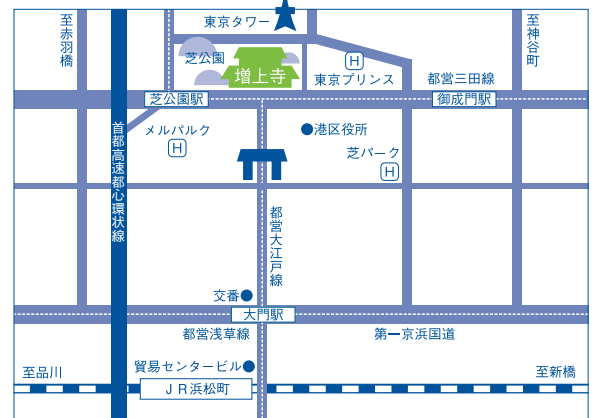 至赤羽橋
東京タワー
至神谷町
芝公園
増上寺
H
東京プリンス
都営三田線
芝公園駅
御成門駅
首都高速都心環状線
メルパルク
H
港区役所
芝パーク
H
都営大江戸線
交番
大門駅
都営浅草線
第一京浜国道
至品川
貿易センタービル
至新橋
ＪＲ浜松町